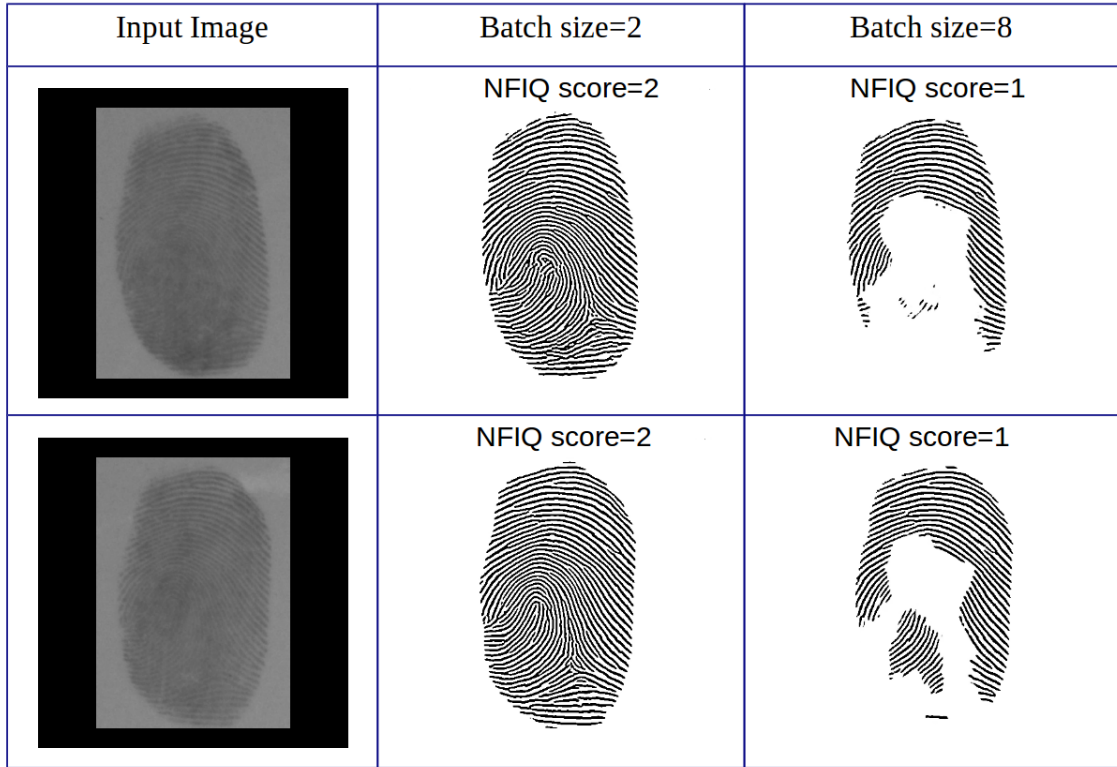 Input Image
Batch size=2
Batch size=8
NFIQ score=2
NFIQ score=1
NFIQ score=2
NFIQ score=1